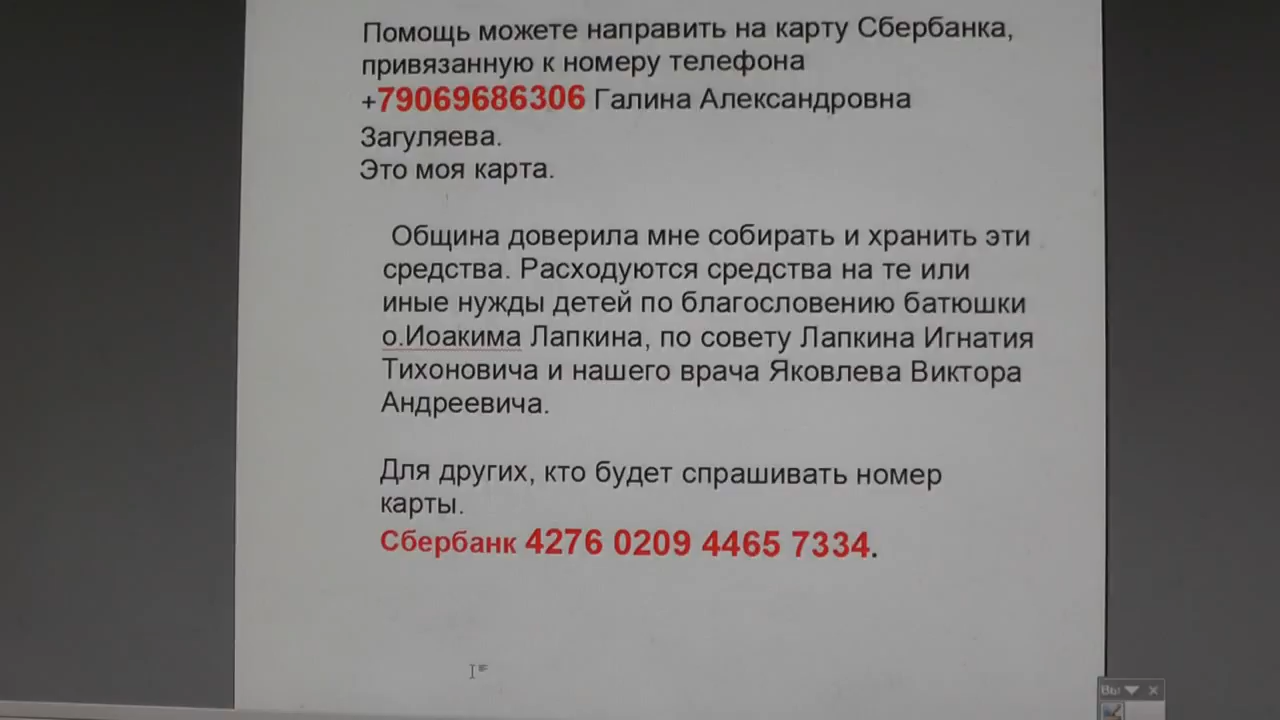 Помощь можете направить на карту Сбербанка,
привязанную к номеру телефона
+79069686306 Галина Александровна
Загуляева.
Это моя карта.
Община доверила мне собирать и хранить эти
средства. Расходуются средства на те или
иные нужды детей по благословению батюшки
о.Иоакима Лапкина, по совету Лапкина Игнатия
Тихоновича и нашего врача Яковлева Виктора
Андреевича.
Для других, кто будет спрашивать номер
карты.
Сбербанк 4276 0209 4465 7334.
Вы